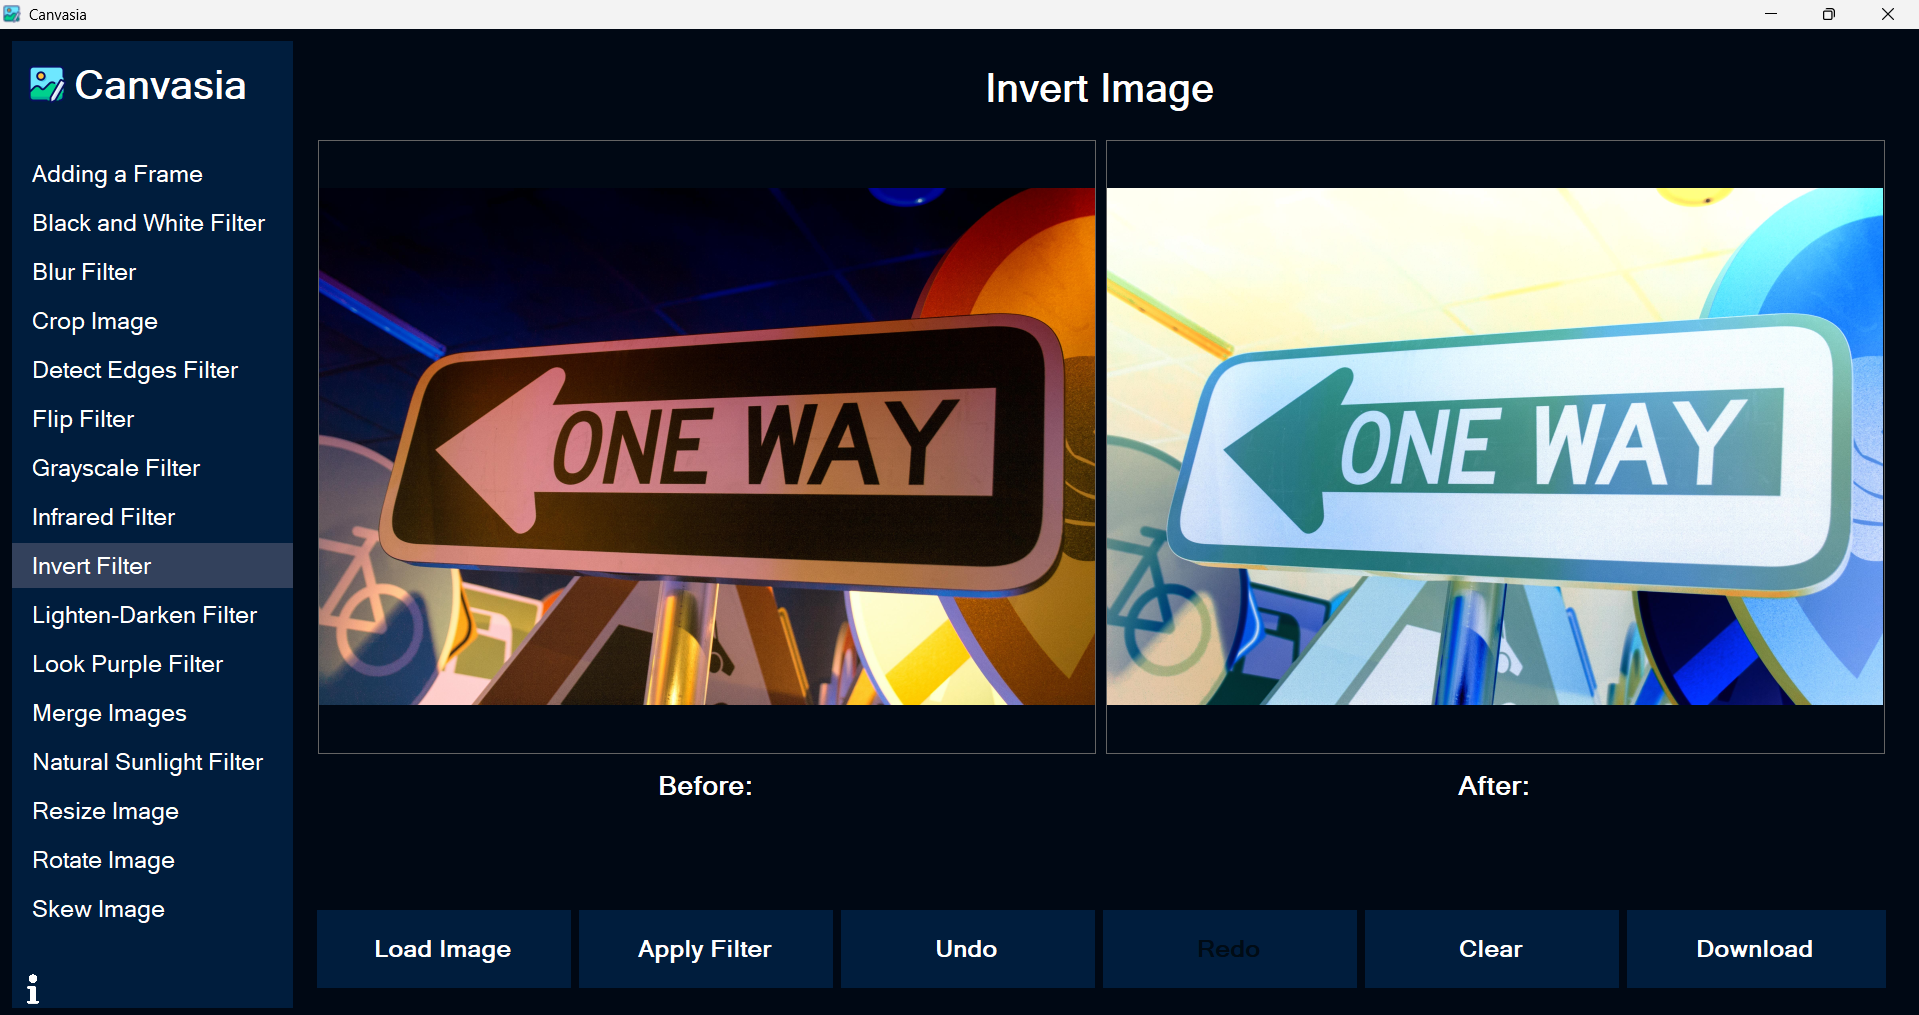 Canvasia
Canvasia
Invert Image
Adding a Frame
Black and White Filter
Blur Filter
Crop Image
Detect Edges Filter
Flip Filter
Grayscale Filter
Infrared Filter
Invert Filter
Lighten-Darken Filter
Look Purple Filter
Merge Images
Natural Sunlight Filter
Resize Image
Rotate Image
Skew Image
ONE WAY
ONE WAY
Before:
After:
Load Image
Apply Filter
Undo
Redo
Clear
Download